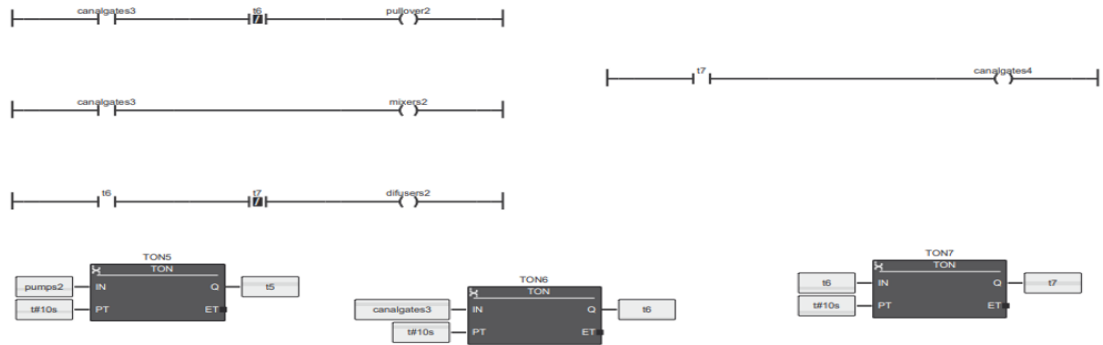 canalgates3 t6 pullover2
t7 canalgates4
canalgates3 mixers2
t6 t7 difusers2
TON5
TON
pumps2 IN Q t5
t#10s PT ET
TON6
TON
canalgates3 IN Q t6
t#10s PT ET
TON7
TON
t6 IN Q t7
t#10s PT ET